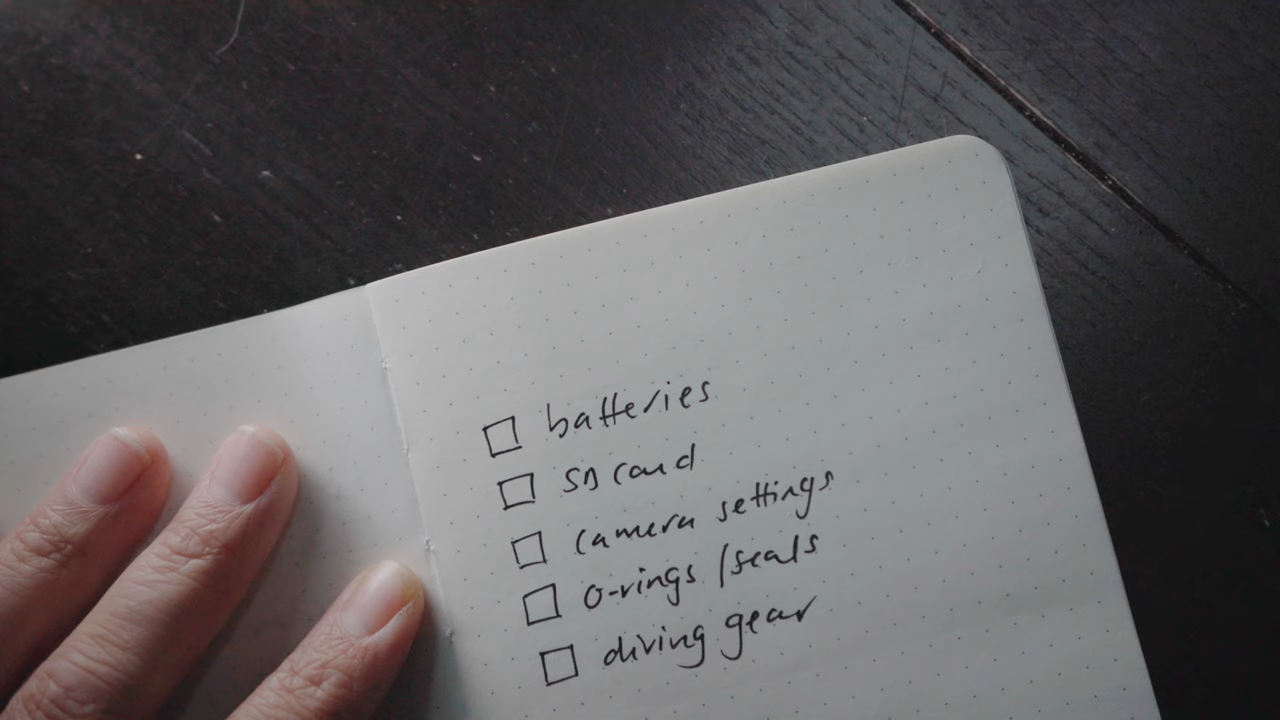 batteries
SD card
camera settings
o-rings /seals
diving gear